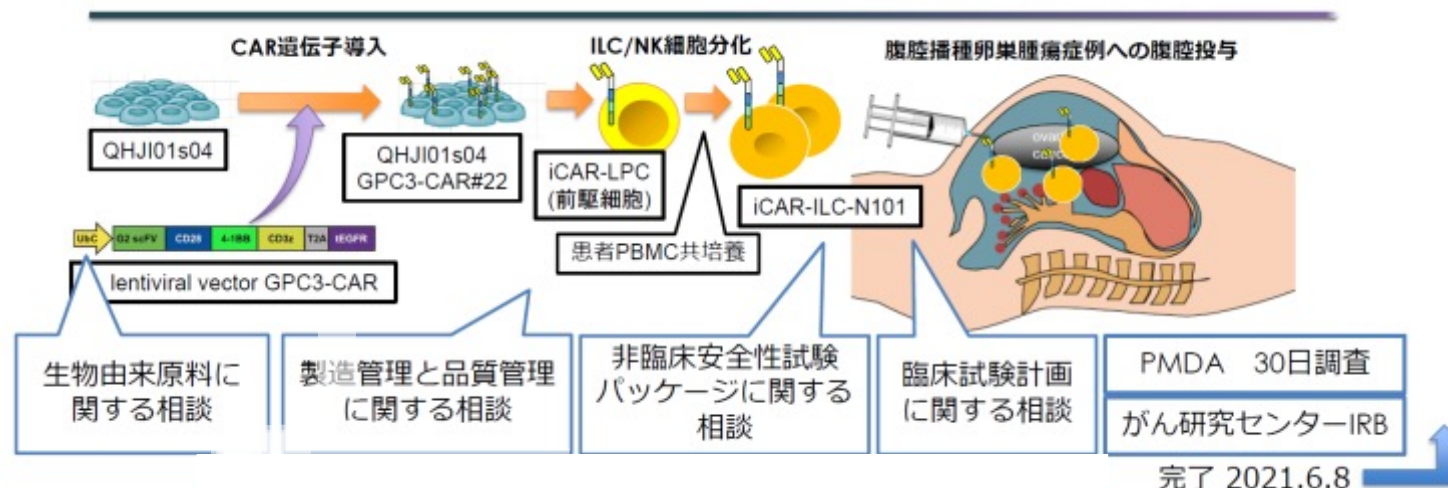 CAR遺伝子導入
ILC/NK細胞分化
腹腔播種卵巣腫瘍症例への腹腔投与
QHJI01s04
QHJI01s04
GPC3-CAR#22
iCAR-LPC
(前駆細胞)
iCAR-ILC-N101
患者PBMC共培養
UbC
G2 scFV
CD28
4-1BB
CD3z
T2A
tEGFR
lentiviral vector GPC3-CAR
生物由来原料に
関する相談
製造管理と品質管理
に関する相談
非臨床安全性試験
パッケージに関する
相談
臨床試験計画
に関する相談
PMDA 30日調査
がん研究センターIRB
完了 2021.6.8